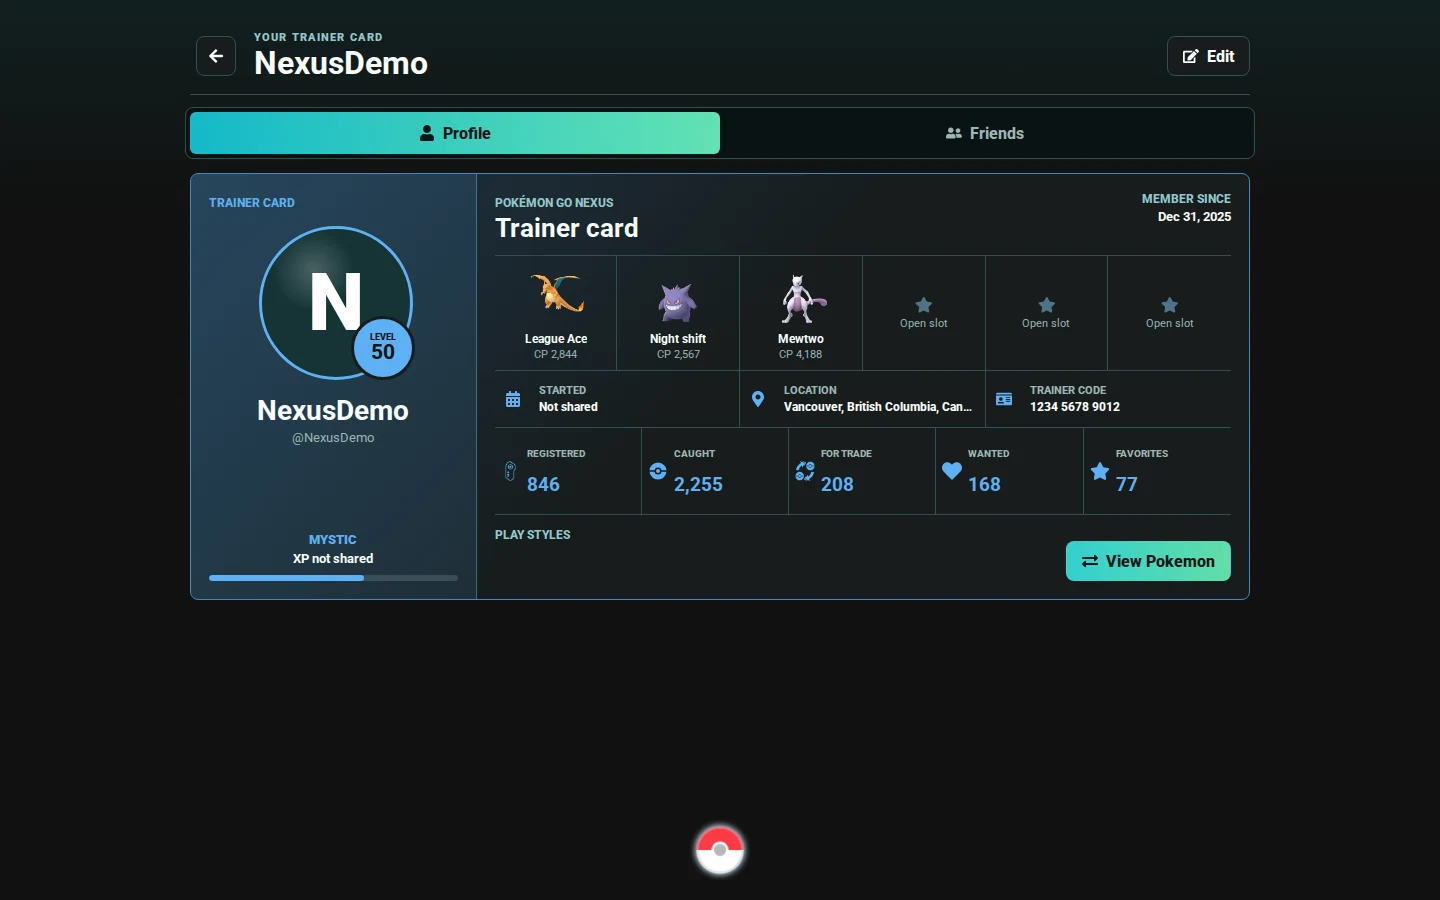 YOUR TRAINER CARD
NexusDemo
Edit
Profile
Friends
TRAINER CARD
N
LEVEL
50
NexusDemo
@NexusDemo
MYSTIC
XP not shared
POKÉMON GO NEXUS
Trainer card
MEMBER SINCE
Dec 31, 2025
League Ace
CP 2,844
Night shift
CP 2,567
Mewtwo
CP 4,188
Open slot
Open slot
Open slot
STARTED
Not shared
LOCATION
Vancouver, British Columbia, Can...
TRAINER CODE
1234 5678 9012
REGISTERED
846
CAUGHT
2,255
FOR TRADE
208
WANTED
168
FAVORITES
77
PLAY STYLES
View Pokemon